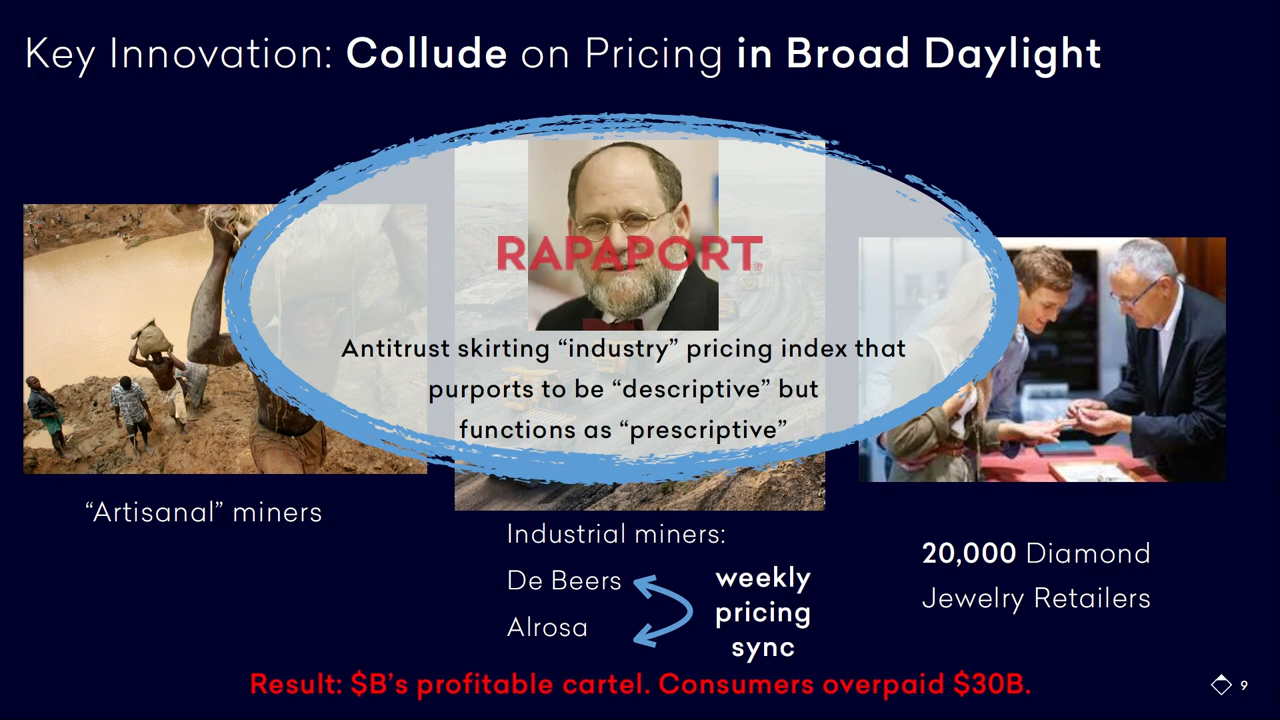 Key Innovation: Collude on Pricing in Broad Daylight
RAPAPORT
Antitrust skirting “industry” pricing index that
purports to be “descriptive” but
functions as “prescriptive”
“Artisanal” miners
Industrial miners:
De Beers
Alrosa
weekly
pricing
sync
20,000 Diamond
Jewelry Retailers
Result: $B’s profitable cartel. Consumers overpaid $30B.
9